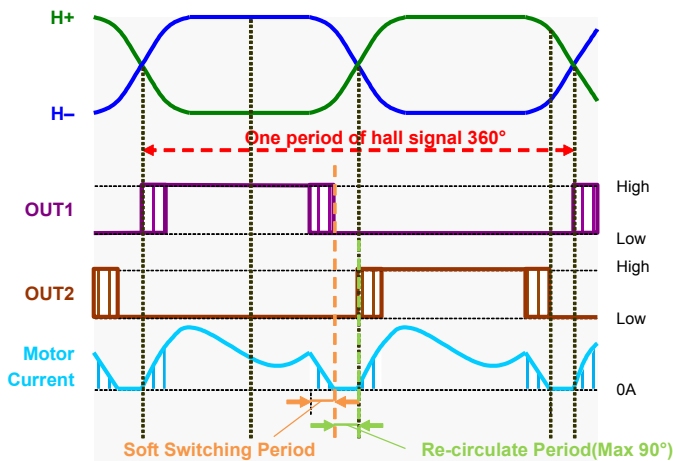 H+
H–
One period of hall signal 360°
High
OUT1
Low
High
OUT2
Low
Motor
Current
0A
Soft Switching Period
Re-circulate Period(Max 90°)